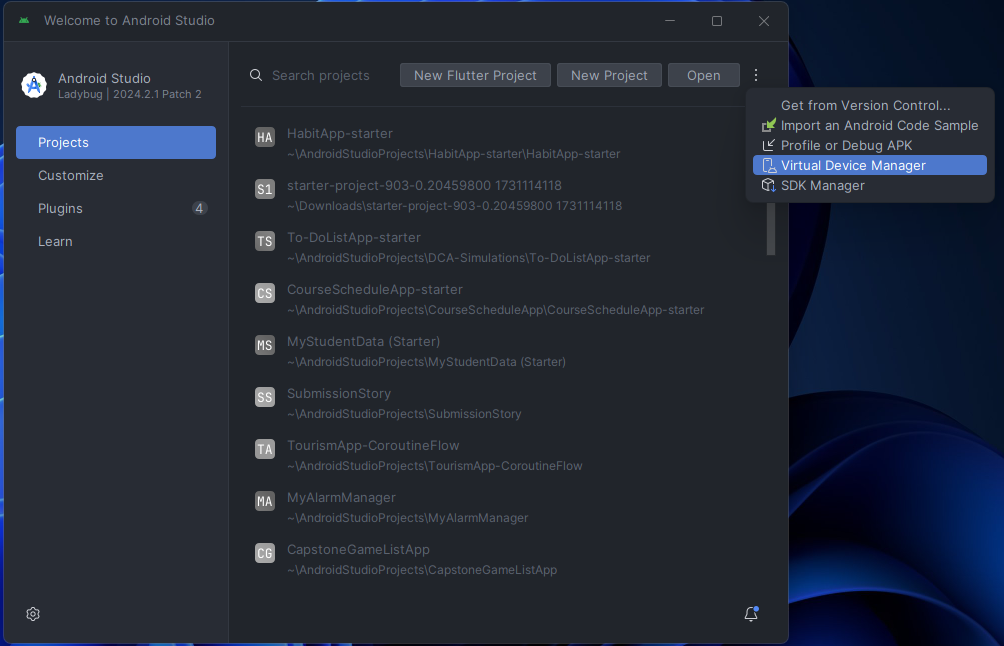 Welcome to Android Studio
Android Studio
Ladybug | 2024.2.1 Patch 2
Projects
Customize
Plugins
4
Learn
Search projects
New Flutter Project
New Project
Open
Get from Version Control...
Import an Android Code Sample
Profile or Debug APK
Virtual Device Manager
SDK Manager
HA
HabitApp-starter
~\AndroidStudioProjects\HabitApp-starter\HabitApp-starter
S1
starter-project-903-0.20459800 1731114118
~\Downloads\starter-project-903-0.20459800 1731114118
TS
To-DoListApp-starter
~\AndroidStudioProjects\DCA-Simulations\To-DoListApp-starter
CS
CourseScheduleApp-starter
~\AndroidStudioProjects\CourseScheduleApp\CourseScheduleApp-starter
MS
MyStudentData (Starter)
~\AndroidStudioProjects\MyStudentData (Starter)
SS
SubmissionStory
~\AndroidStudioProjects\SubmissionStory
TA
TourismApp-CoroutineFlow
~\AndroidStudioProjects\TourismApp-CoroutineFlow
MA
MyAlarmManager
~\AndroidStudioProjects\MyAlarmManager
CG
CapstoneGameListApp
~\AndroidStudioProjects\CapstoneGameListApp